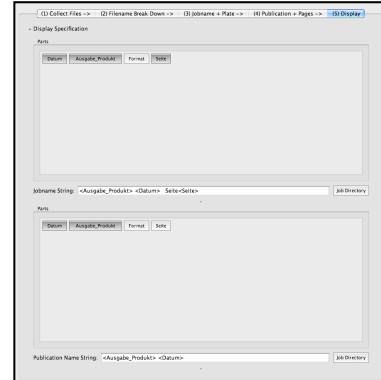 (1) Collect Files -> (2) Filename Break Down -> (3) Jobname + Plate -> (4) Publication + Pages -> (5) Display
Display Specification
Parts
Datum Ausgabe_Produkt Format Seite
Jobname String: <Ausgabe_Produkt> <Datum> Seite<Seite> Job Directory
Parts
Datum Ausgabe_Produkt Format Seite
Publication Name String: <Ausgabe_Produkt> <Datum> Job Directory